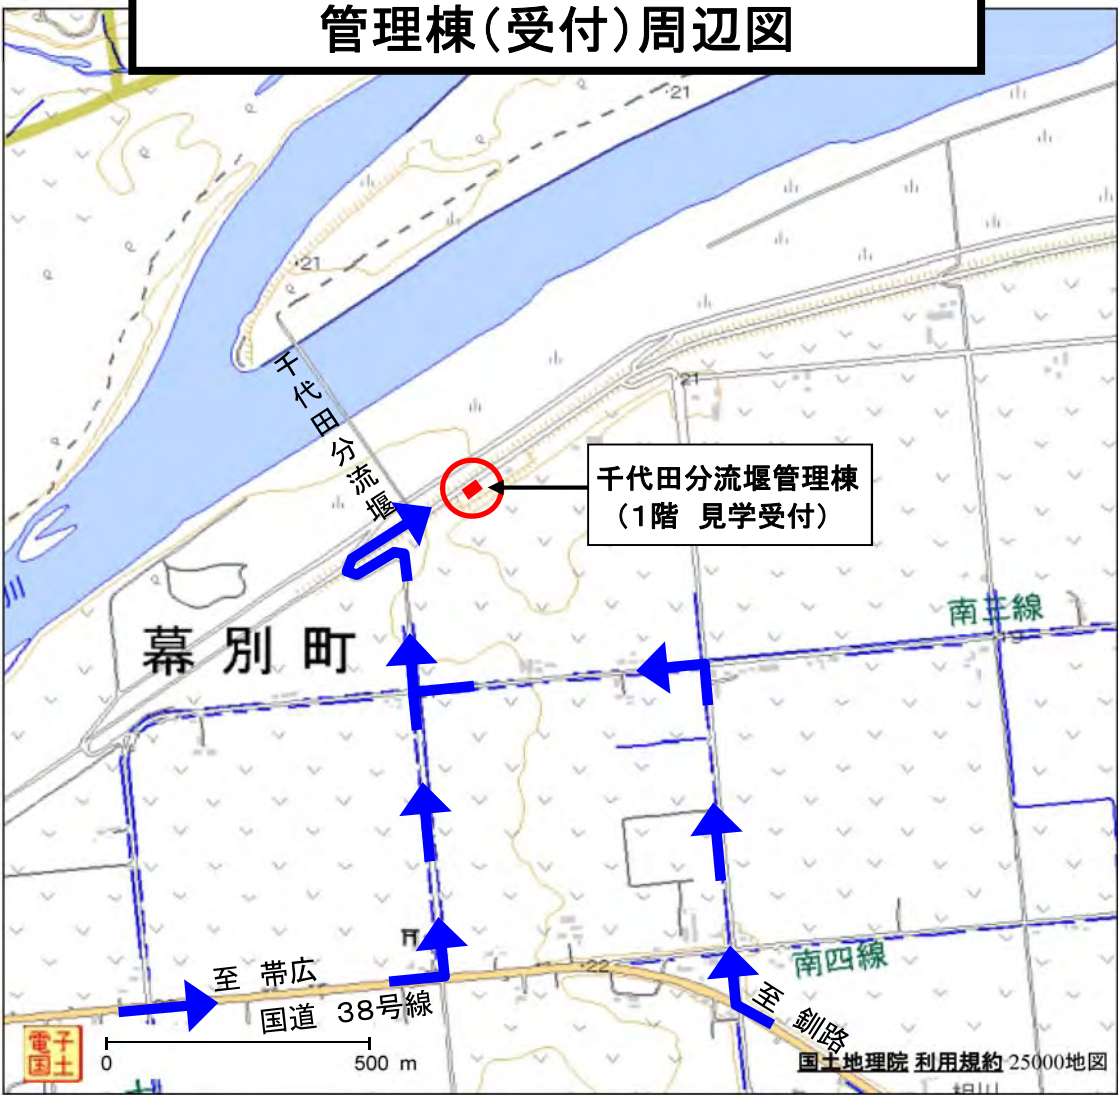 管理棟(受付)周辺図
21
21
千代田分流堰
21
千代田分流堰管理棟
(1階 見学受付)
川
幕別町
南三線
南四線
22
至 帯広
国道 38号線
至 釧路
電子
国土
0
500 m
国土地理院 利用規約 25000地図
相川